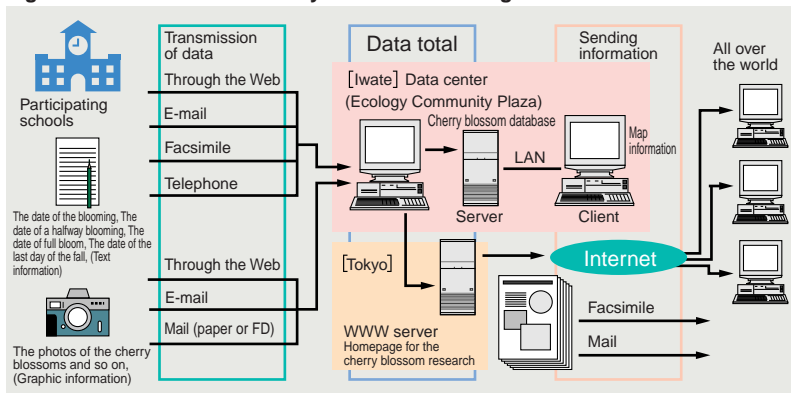 Transmission
of data
Data total
Sending
information
All over
the world
Participating
schools
Through the Web
E-mail
Facsimile
Telephone
[Iwate] Data center
(Ecology Community Plaza)
Cherry blossom database
Map
information
LAN
Server
Client
The date of the blooming, The
date of a halfway blooming, The
date of full bloom, The date of the
last day of the fall, (Text
information)
Through the Web
E-mail
Mail (paper or FD)
[Tokyo]
Internet
WWW server
Homepage for the
cherry blossom research
Facsimile
Mail
The photos of the cherry
blossoms and so on,
(Graphic information)